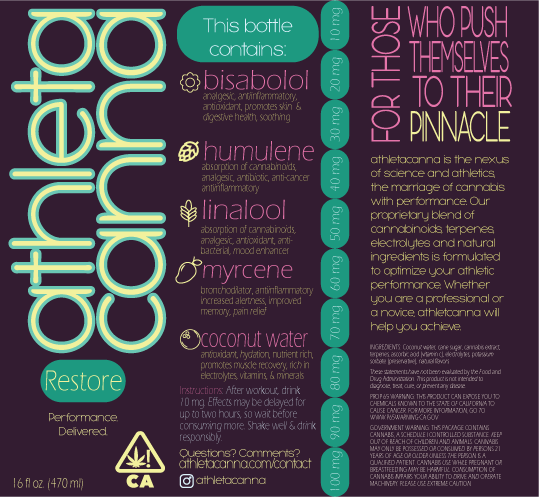 athleta
canna
Restore
Performance.
Delivered.
CA
16 fl oz. (470 ml)
This bottle
contains:
bisabolol
analgesic, antiinflammatory,
antioxidant, promotes skin &
digestive health, soothing
humulene
absorption of cannabinoids,
analgesic, antibiotic, anti-cancer
antiinflammatory
linalool
absorption of cannabinoids,
analgesic, antioxidant, anti-
bacterial, mood enhancer
myrcene
bronchodilator, antiinflammatory
increased alertness, improved
memory, pain relief
coconut water
antioxidant, hydation, nutrient rich,
promotes muscle recovery, rich in
electrolytes, vitamins, & minerals
Instructions: After workout, drink
10 mg. Effects may be delayed for
up to two hours, so wait before
consuming more. Shake well & drink
responsibly.
Questions? Comments?
athletacanna.com/contact
athletacanna
10 mg
20 mg
30 mg
40 mg
50 mg
60 mg
70 mg
80 mg
90 mg
100 mg
FOR THOSE
WHO PUSH
THEMSELVES
TO THEIR
PINNACLE
athletacanna is the nexus
of science and athletics,
the marriage of cannabis
with performance. Our
proprietary blend of
cannabinoids, terpenes,
electrolytes and natural
ingredients is formulated
to optimize your athletic
performance. Whether
you are a professional or
a novice, athletcanna will
help you achieve.
INGREDIENTS: Coconut water, cane sugar, cannabis extract,
terpenes, ascorbic acid (vitamin c), electrolytes, potassium
sorbate (preservative), natural flavors
These statements have not been evaluated by the Food and
Drug Administration. This product is not intended to
diagnose, treat, cure, or prevent any disease.
PROP 65 WARNING: THIS PRODUCT CAN EXPOSE YOU TO
CHEMICALS KNOWN TO THE STATE OF CALIFORNIA TO
CAUSE CANCER. FOR MORE INFORMATION, GO TO
WWW.P65WARNING.CA.GOV
GOVERNMENT WARNING: THIS PACKAGE CONTAINS
CANNABIS, A SCHEDULE I CONTROLLED SUBSTANCE. KEEP
OUT OF REACH OF CHILDREN AND ANIMALS. CANNABIS
MAY ONLY BE POSSESSED OR CONSUMED BY PERSONS 21
YEARS OF AGE OR OLDER UNLESS THE PERSON IS A
QUALIFIED PATIENT. CANNABIS USE WHILE PREGNANT OR
BREASTFEEDING MAY BE HARMFUL. CONSUMPTION OF
CANNABIS IMPAIRS YOUR ABILITY TO DRIVE AND OPERATE
MACHINERY. PLEASE USE EXTREME CAUTION.